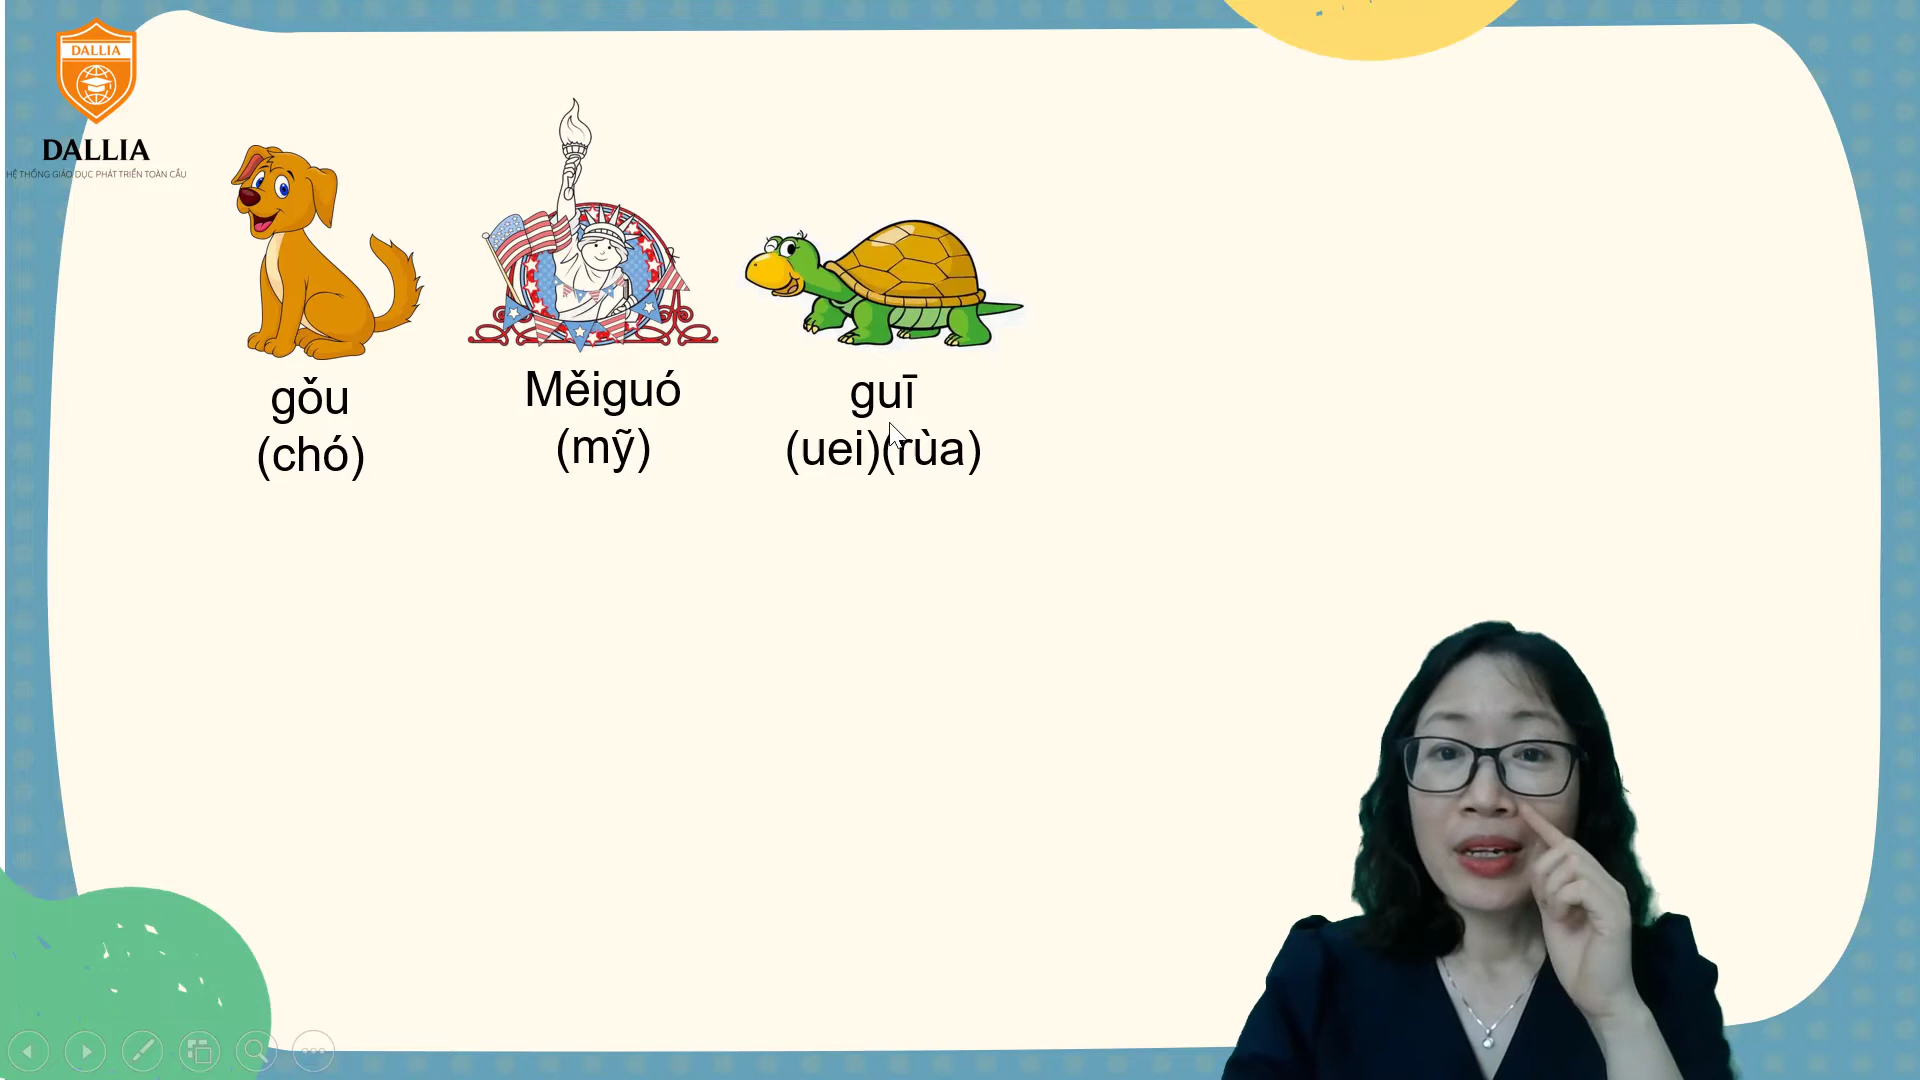 DALLIA
DALLIA
HỆ THỐNG GIÁO DỤC PHÁT TRIỂN TOÀN CẦU
gǒu
(chó)
Měiguó
(mỹ)
guī
(uei)(rùa)